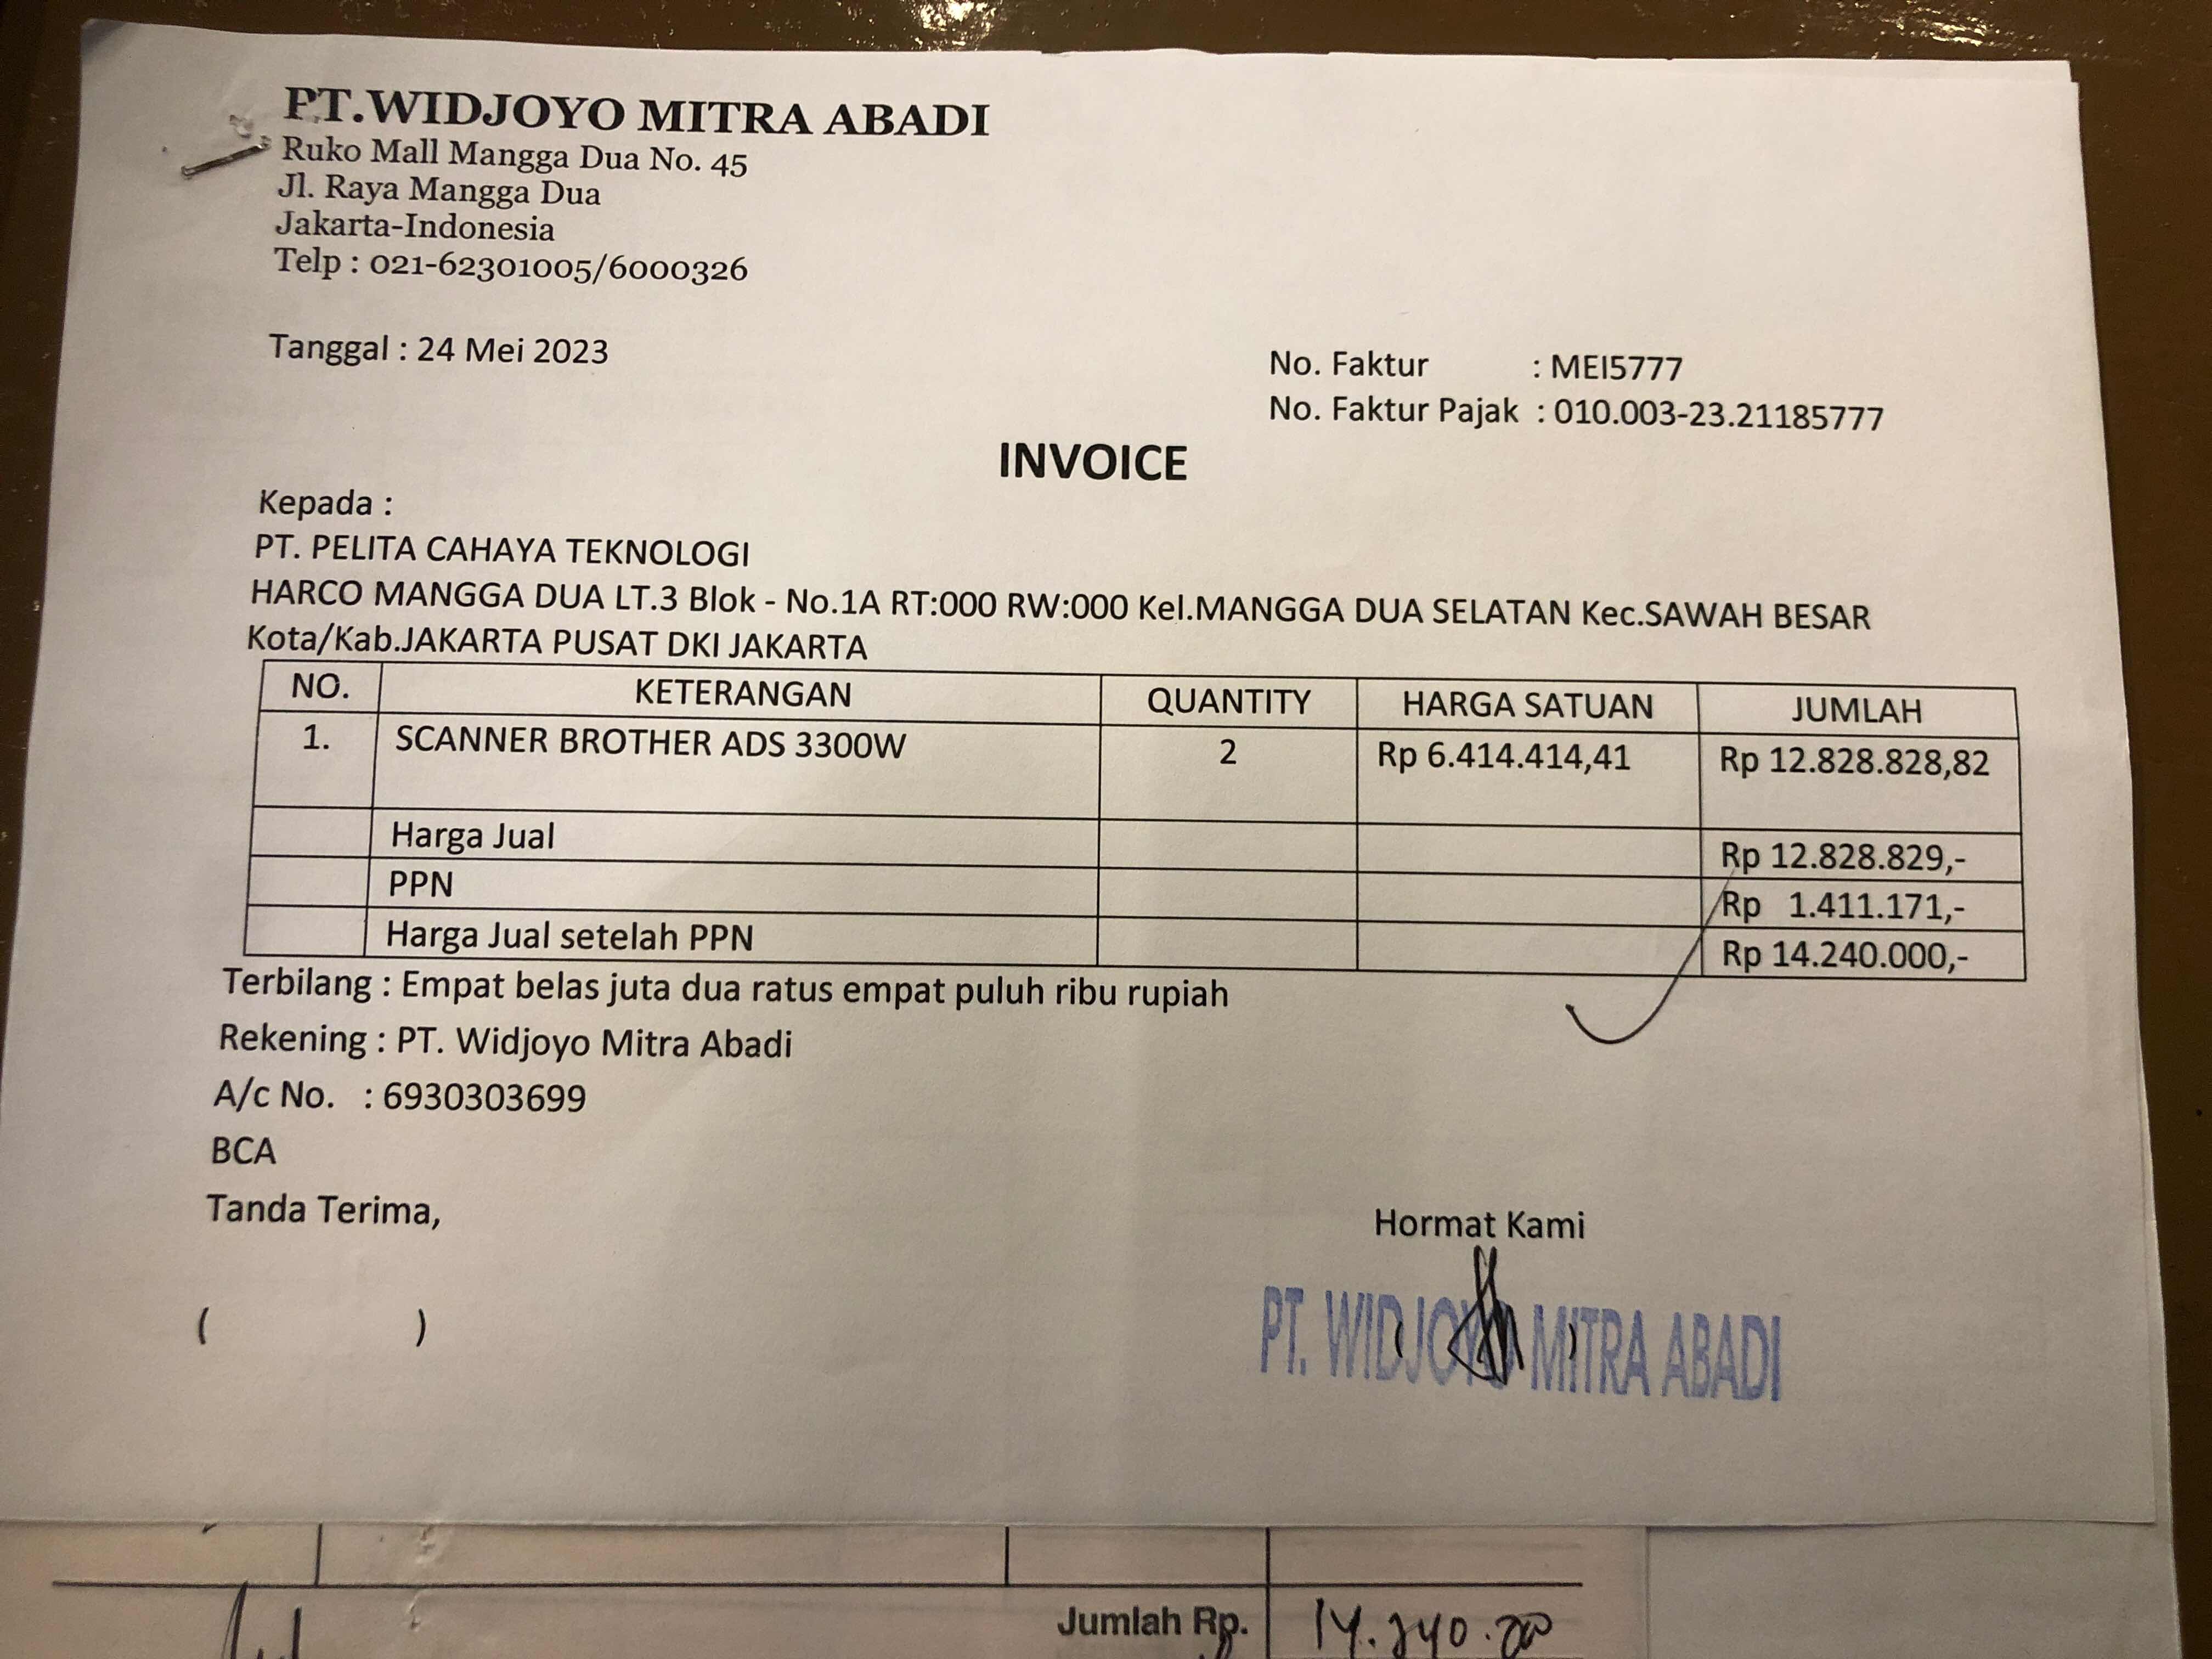 PT.WIDJOYO MITRA ABADI
Ruko Mall Mangga Dua No. 45
Jl. Raya Mangga Dua
Jakarta-Indonesia
Telp : 021-62301005/6000326
Tanggal : 24 Mei 2023
No. Faktur : MEI5777
No. Faktur Pajak : 010.003-23.21185777
INVOICE
Kepada :
PT. PELITA CAHAYA TEKNOLOGI
HARCO MANGGA DUA LT.3 Blok - No.1A RT:000 RW:000 Kel.MANGGA DUA SELATAN Kec.SAWAH BESAR
Kota/Kab.JAKARTA PUSAT DKI JAKARTA
NO. KETERANGAN QUANTITY HARGA SATUAN JUMLAH
1. SCANNER BROTHER ADS 3300W 2 Rp 6.414.414,41 Rp 12.828.828,82
Harga Jual Rp 12.828.829,-
PPN Rp 1.411.171,-
Harga Jual setelah PPN Rp 14.240.000,-
Terbilang : Empat belas juta dua ratus empat puluh ribu rupiah
Rekening : PT. Widjoyo Mitra Abadi
A/c No. : 6930303699
BCA
Tanda Terima,
Hormat Kami
( )
PT. WIDJOYO MITRA ABADI
Jumlah Rp.